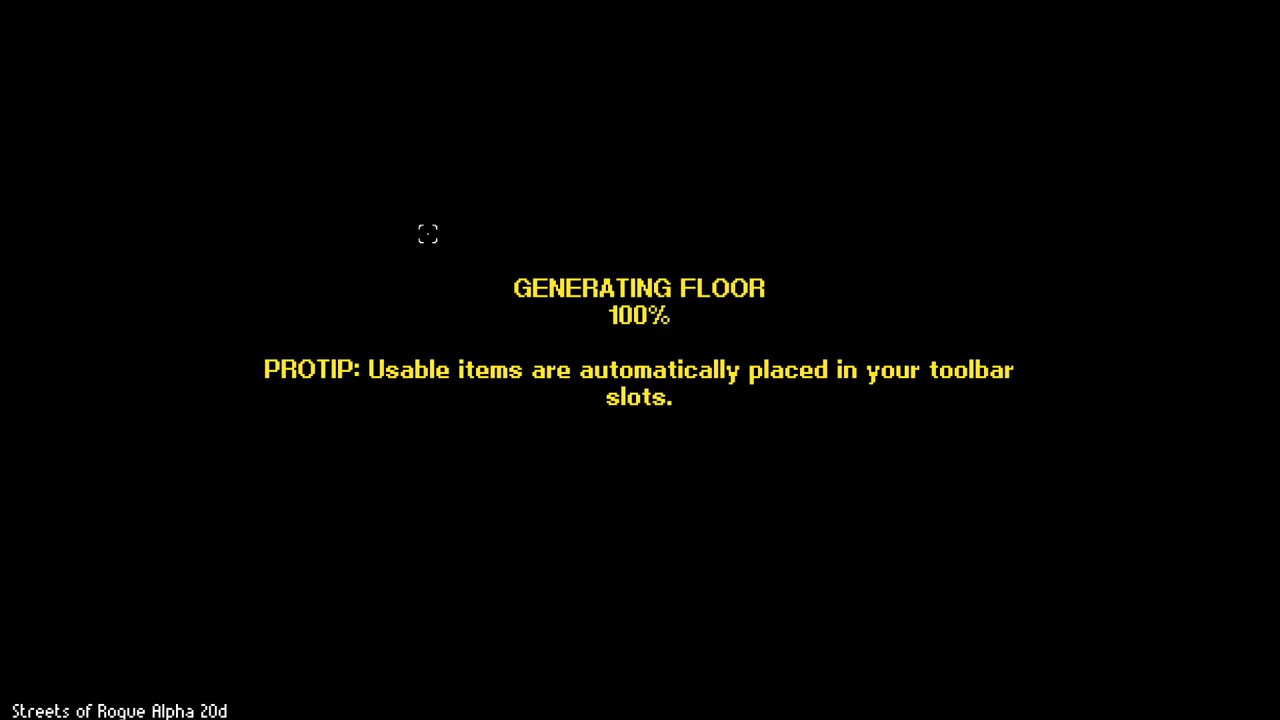 GENERATING FLOOR
100%
PROTIP: Usable items are automatically placed in your toolbar
slots.
Streets of Rogue Alpha 20d